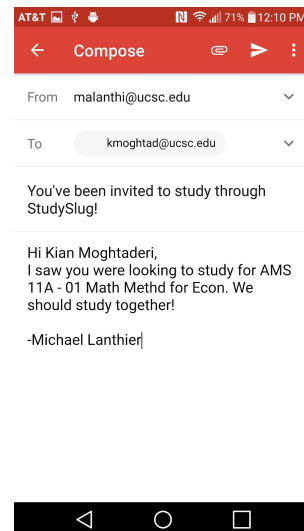 AT&T 71% 12:10 PM
Compose
From malanthi@ucsc.edu
To kmoghtad@ucsc.edu
You've been invited to study through
StudySlug!
Hi Kian Moghtaderi,
I saw you were looking to study for AMS
11A - 01 Math Methd for Econ. We
should study together!
-Michael Lanthier